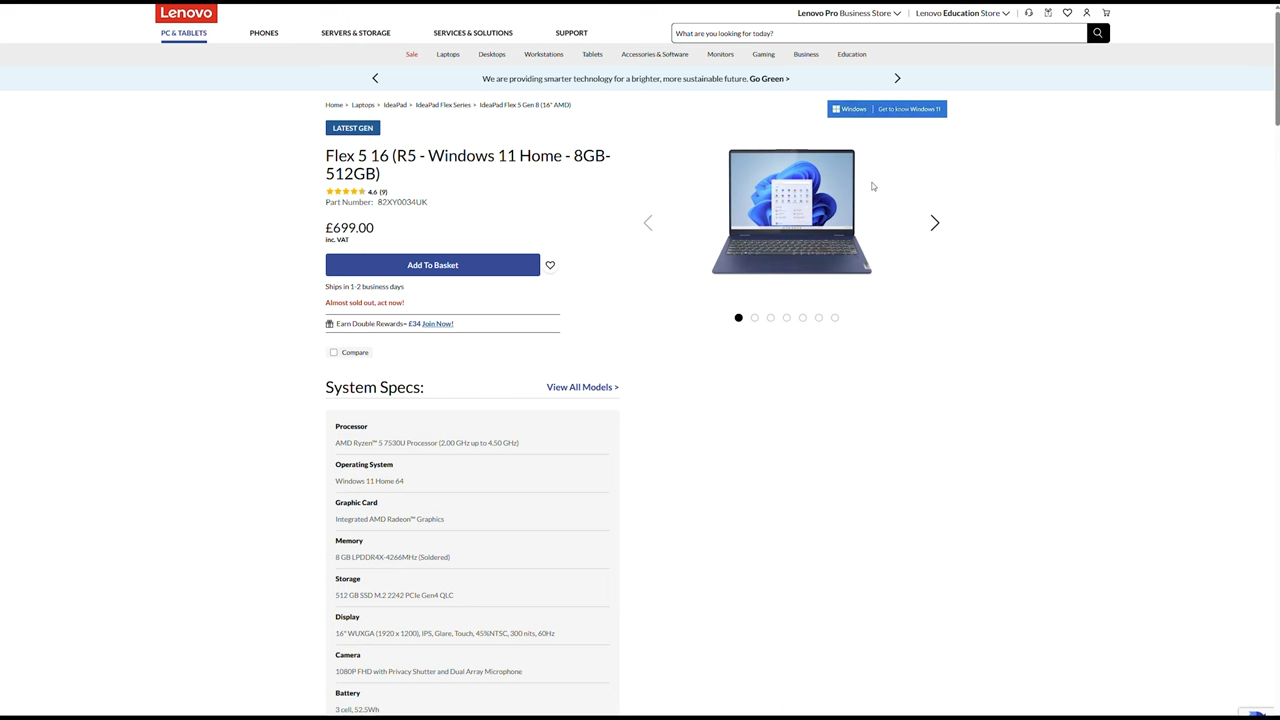 Lenovo
Lenovo Pro Business Store
Lenovo Education Store
PC & TABLETS
PHONES
SERVERS & STORAGE
SERVICES & SOLUTIONS
SUPPORT
What are you looking for today?
Sale
Laptops
Desktops
Workstations
Tablets
Accessories & Software
Monitors
Gaming
Business
Education
We are providing smarter technology for a brighter, more sustainable future. Go Green >
Home > Laptops > IdeaPad > IdeaPad Flex Series > IdeaPad Flex 5 Gen 8 (16" AMD)
Windows | Get to know Windows 11
LATEST GEN
Flex 5 16 (R5 - Windows 11 Home - 8GB-
512GB)
4.6 (9)
Part Number: 82XY0034UK
£699.00
inc. VAT
Add To Basket
Ships in 1-2 business days
Almost sold out, act now!
Earn Double Rewards= £34 Join Now!
Compare
System Specs:
View All Models >
Processor
AMD Ryzen™ 5 7530U Processor (2.00 GHz up to 4.50 GHz)
Operating System
Windows 11 Home 64
Graphic Card
Integrated AMD Radeon™ Graphics
Memory
8 GB LPDDR4X-4266MHz (Soldered)
Storage
512 GB SSD M.2 2242 PCIe Gen4 QLC
Display
16" WUXGA (1920 x 1200), IPS, Glare, Touch, 45%NTSC, 300 nits, 60Hz
Camera
1080P FHD with Privacy Shutter and Dual Array Microphone
Battery
3 cell, 52.5Wh